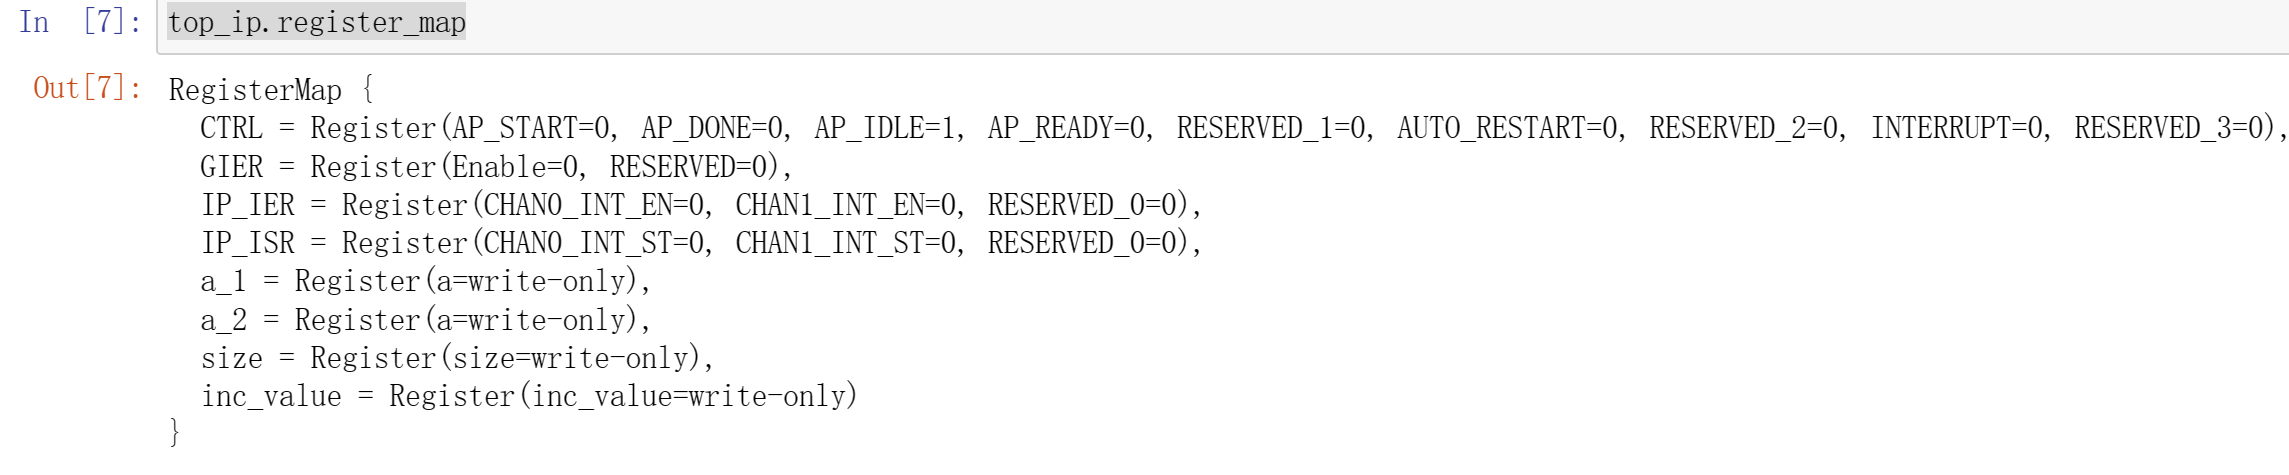 In [7]: top_ip.register_map
Out[7]: RegisterMap {
CTRL = Register(AP_START=0, AP_DONE=0, AP_IDLE=1, AP_READY=0, RESERVED_1=0, AUTO_RESTART=0, RESERVED_2=0, INTERRUPT=0, RESERVED_3=0),
GIER = Register(Enable=0, RESERVED=0),
IP_IER = Register(CHAN0_INT_EN=0, CHAN1_INT_EN=0, RESERVED_0=0),
IP_ISR = Register(CHAN0_INT_ST=0, CHAN1_INT_ST=0, RESERVED_0=0),
a_1 = Register(a=write-only),
a_2 = Register(a=write-only),
size = Register(size=write-only),
inc_value = Register(inc_value=write-only)
}